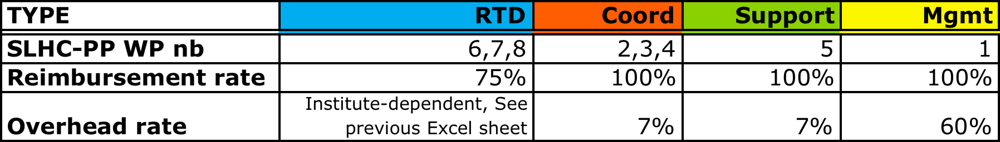 TYPE RTD Coord Support Mgmt
SLHC-PP WP nb 6,7,8 2,3,4 5 1
Reimbursement rate 75% 100% 100% 100%
Institute-dependent, See
Overhead rate previous Excel sheet 7% 7% 60%